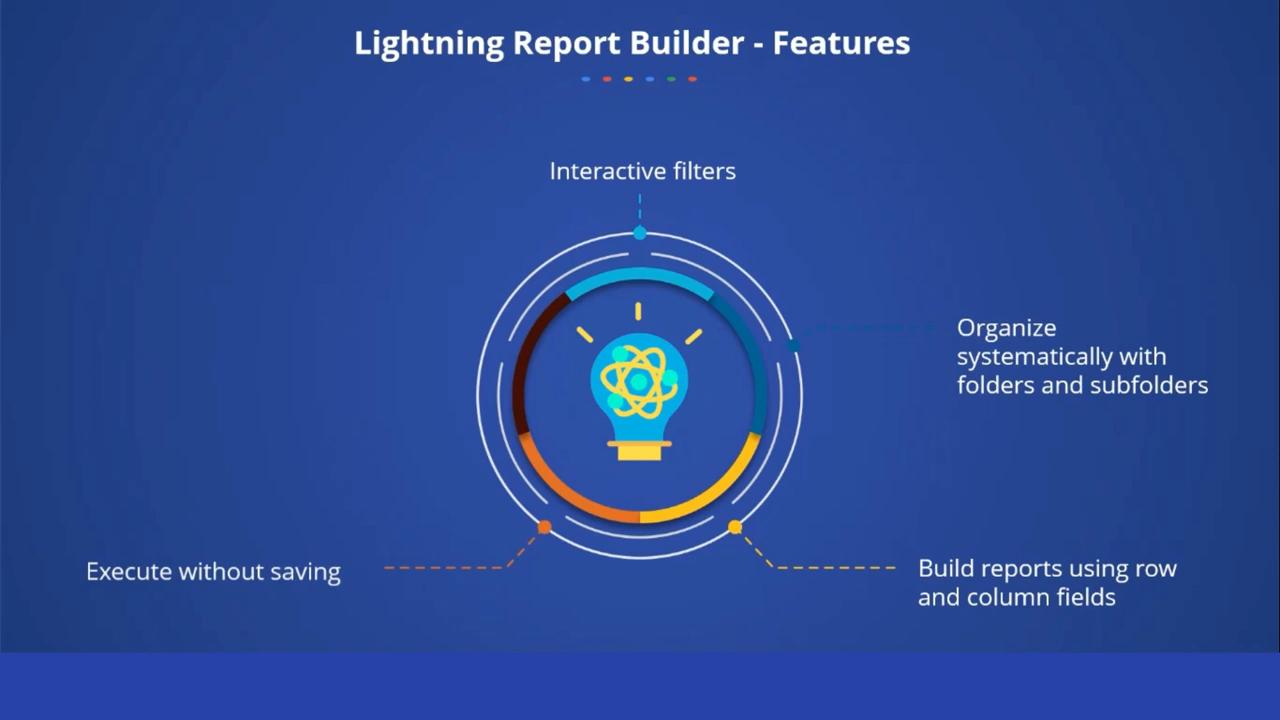 Lightning Report Builder - Features
Interactive filters
Organize
systematically with
folders and subfolders
Execute without saving
Build reports using row
and column fields